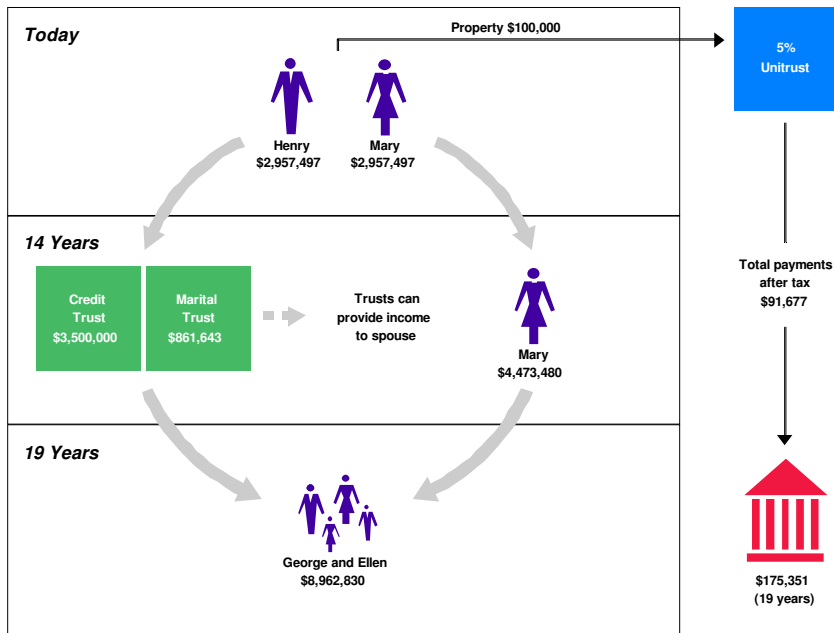 Today
Property $100,000
5%
Unitrust
Henry
$2,957,497
Mary
$2,957,497
14 Years
Credit
Trust
$3,500,000
Marital
Trust
$861,643
Trusts can
provide income
to spouse
Mary
$4,473,480
Total payments
after tax
$91,677
19 Years
George and Ellen
$8,962,830
$175,351
(19 years)